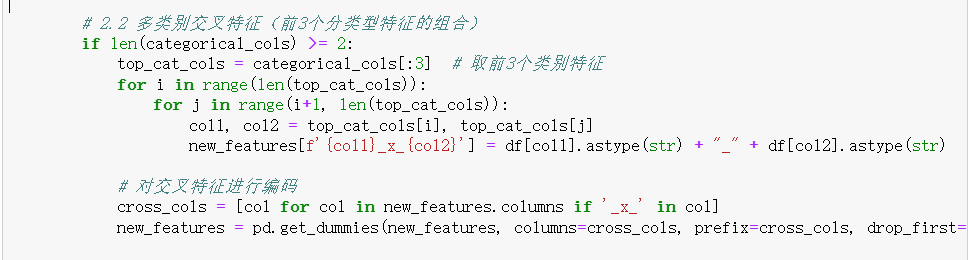 # 2.2 多类别交叉特征（前3个分类型特征的组合）
if len(categorical_cols) >= 2:
top_cat_cols = categorical_cols[:3]  # 取前3个类别特征
for i in range(len(top_cat_cols)):
for j in range(i+1, len(top_cat_cols)):
col1, col2 = top_cat_cols[i], top_cat_cols[j]
new_features[f'{col1}_x_{col2}'] = df[col1].astype(str) + "_" + df[col2].astype(str)
# 对交叉特征进行编码
cross_cols = [col for col in new_features.columns if '_x_' in col]
new_features = pd.get_dummies(new_features, columns=cross_cols, prefix=cross_cols, drop_first=